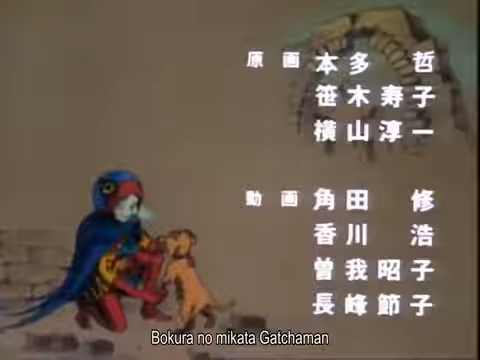 原画 本多 哲
笹木寿子
横山淳一
動画 角田 修
香川 浩
曽我昭子
長峰節子
Bokura no mikata Gatchaman